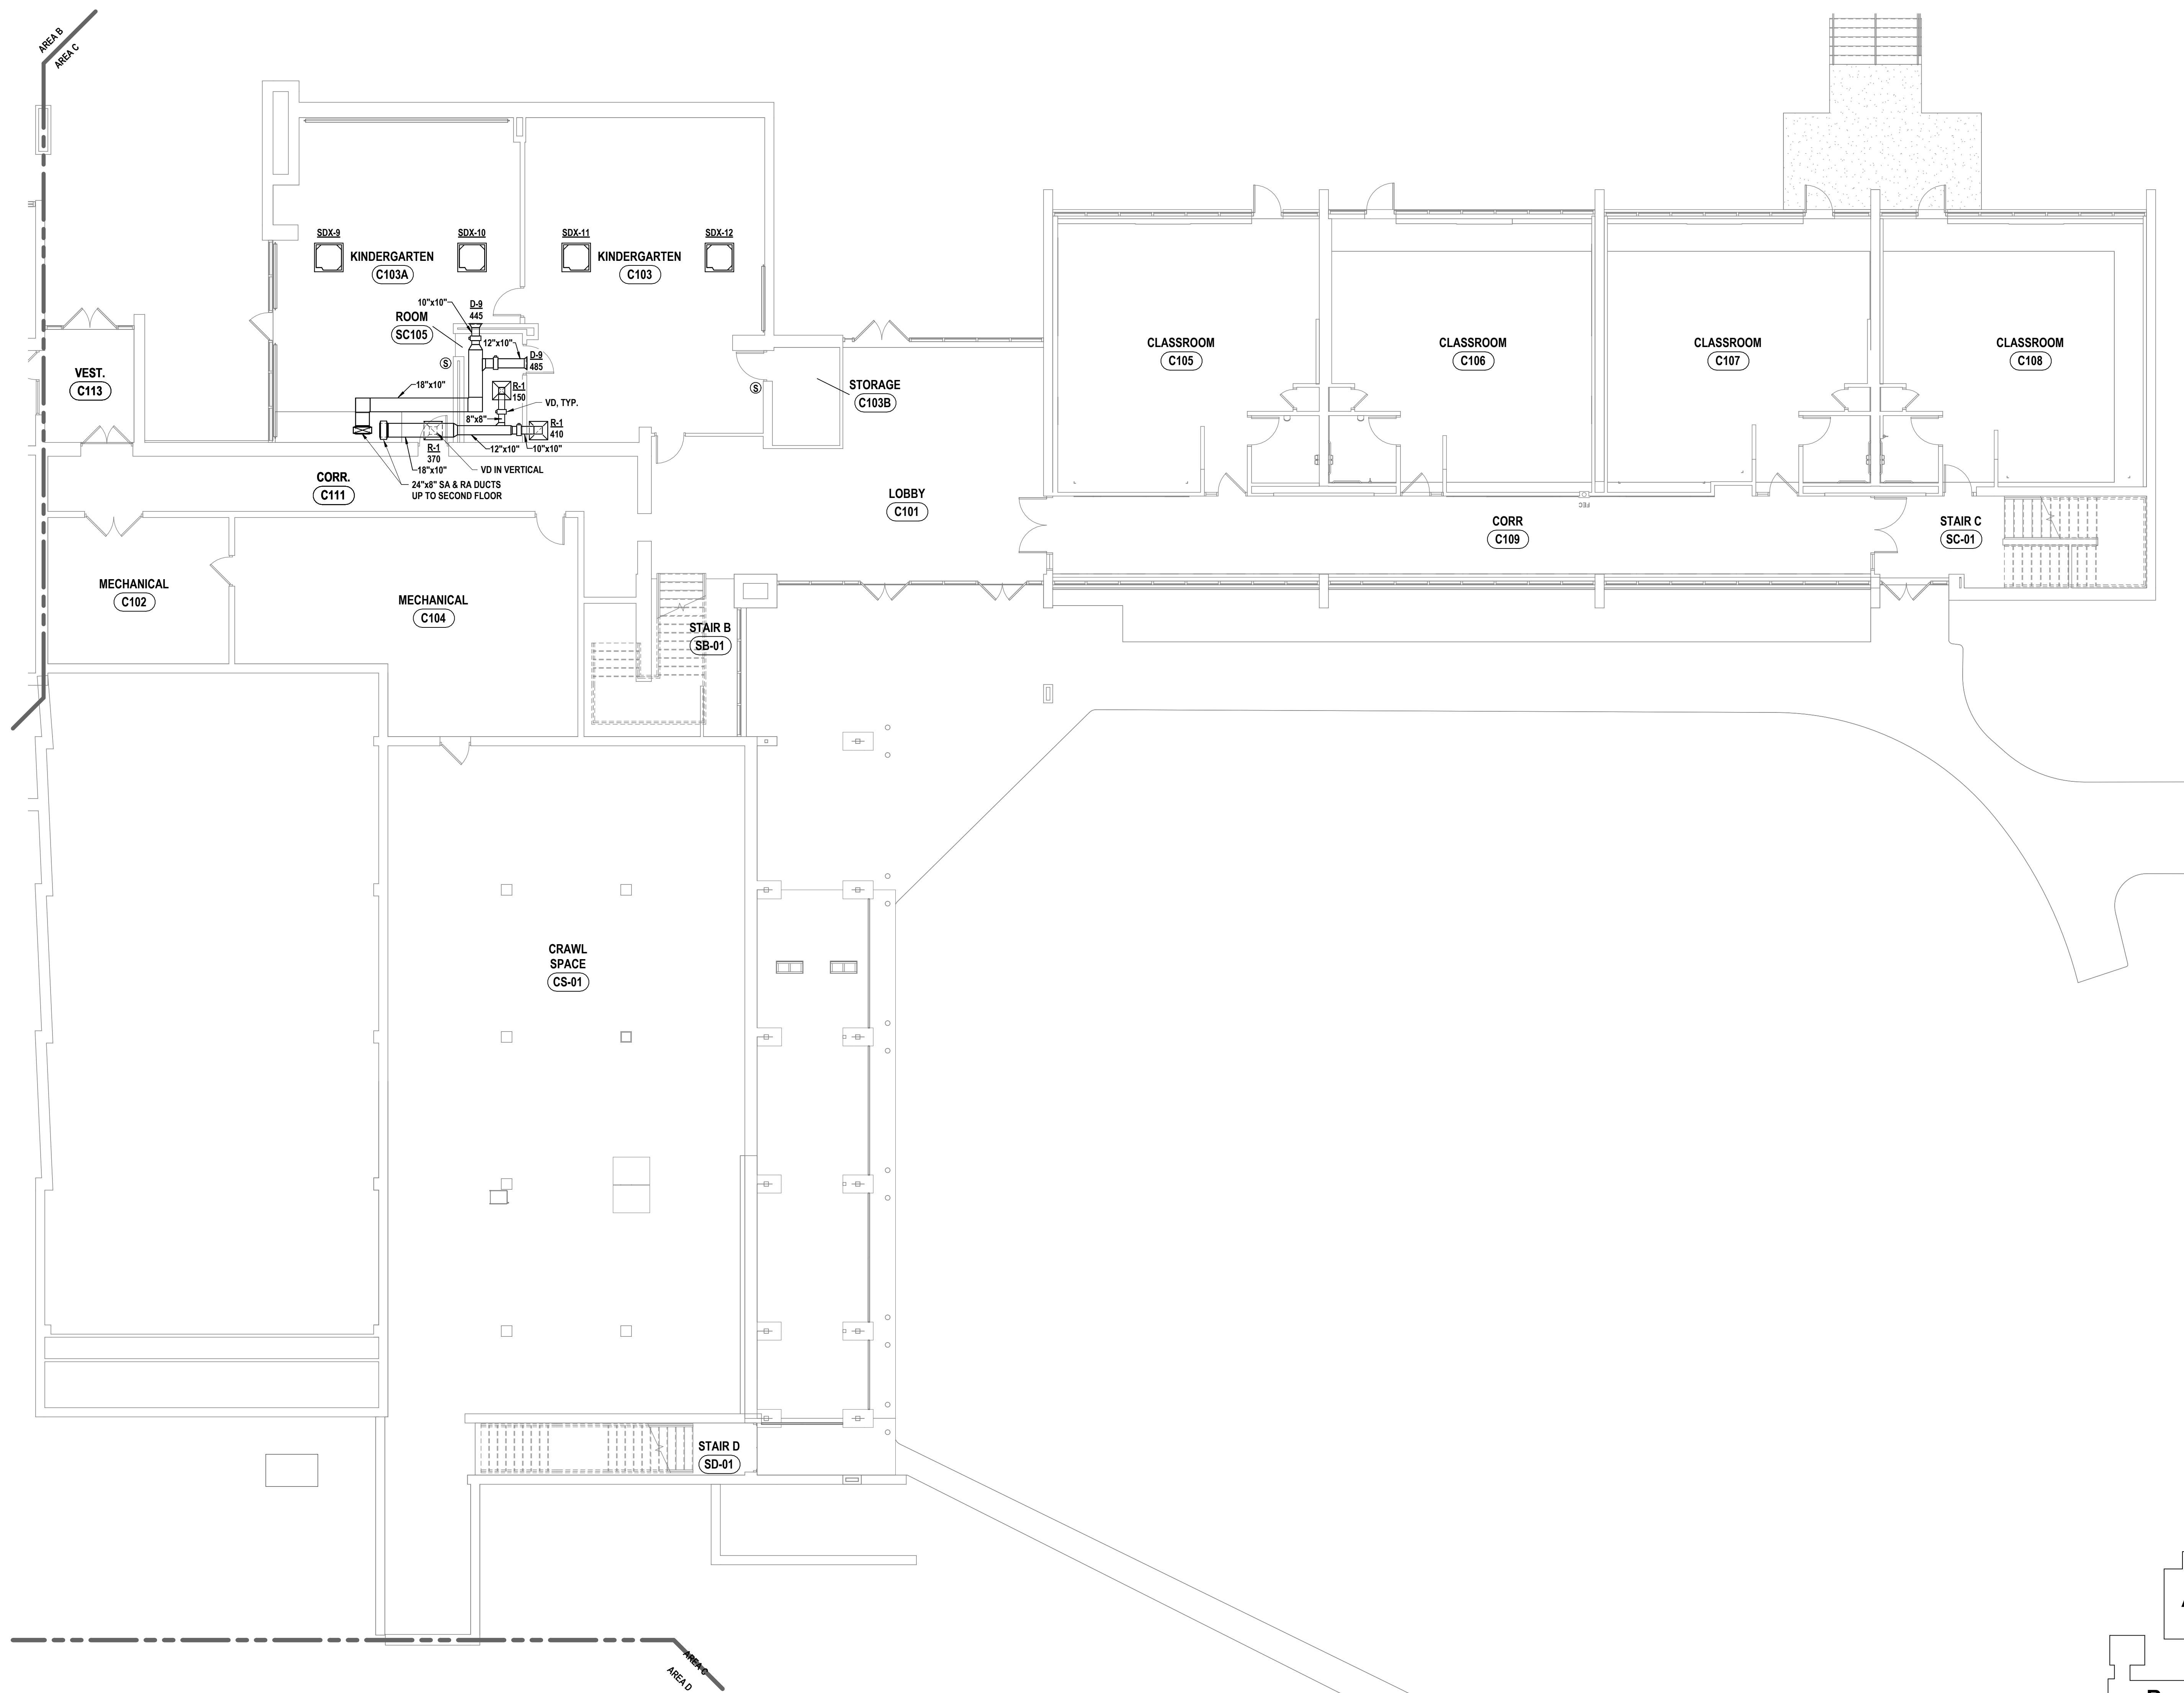 AREA B
AREA C
SDX-9
SDX-10
SDX-11
SDX-12
KINDERGARTEN
C103A
KINDERGARTEN
C103
10"x10"
D-9
445
ROOM
SC105
12"x10"
D-9
485
S
18"x10"
R-1
150
VD, TYP.
8"x8"
R-1
410
10"x10"
12"x10"
R-1
370
18"x10"
VD IN VERTICAL
24"x8" SA & RA DUCTS
UP TO SECOND FLOOR
S
STORAGE
C103B
VEST.
C113
CORR.
C111
CLASSROOM
C105
CLASSROOM
C106
CLASSROOM
C107
CLASSROOM
C108
LOBBY
C101
FEC
CORR
C109
STAIR C
SC-01
MECHANICAL
C102
MECHANICAL
C104
STAIR B
SB-01
CRAWL
SPACE
CS-01
STAIR D
SD-01
AREA C
AREA D